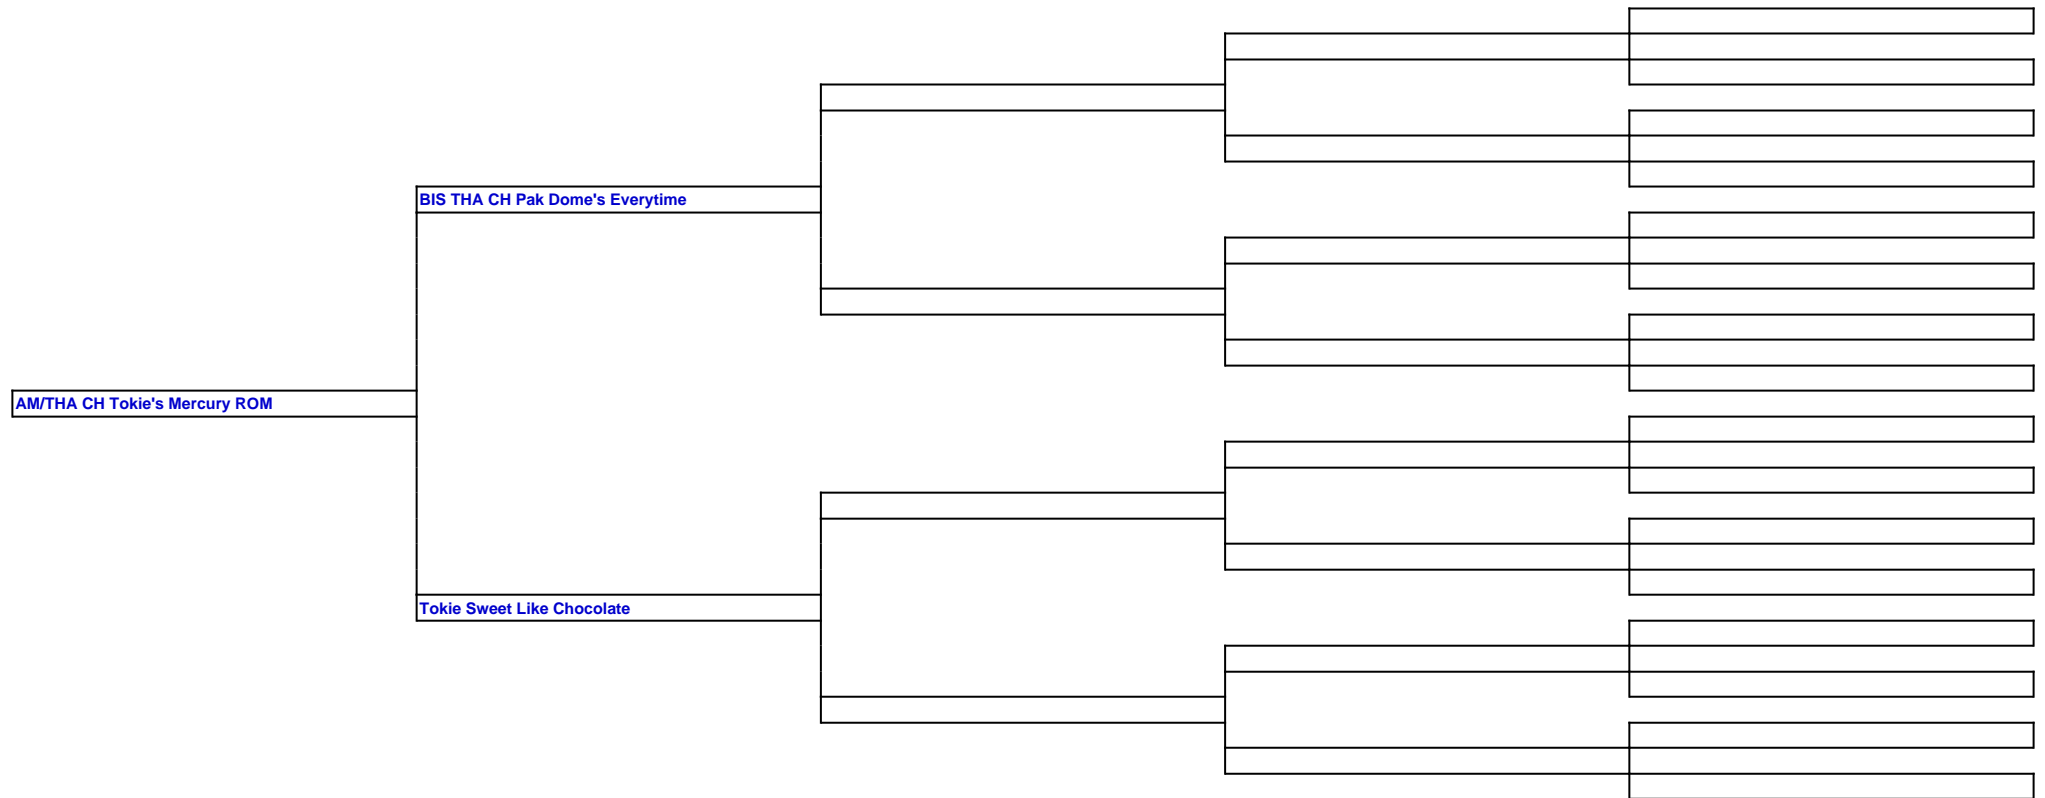 BIS THA CH Pak Dome's Everytime
AM/THA CH Tokie's Mercury ROM
Tokie Sweet Like Chocolate